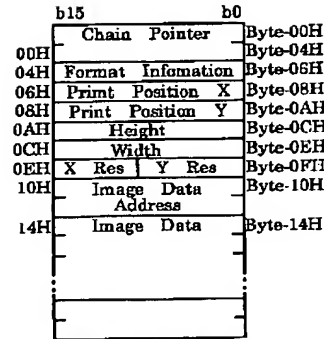 b15 b0
Chain Pointer Byte-00H
00H Byte-04H
04H Format Infomation Byte-06H
06H Print Position X Byte-08H
08H Print Position Y Byte-0AH
0AH Height Byte-0CH
0CH Width Byte-0EH
0EH X Res Y Res Byte-0FH
10H Image Data Byte-10H
Address
14H Image Data Byte-14H